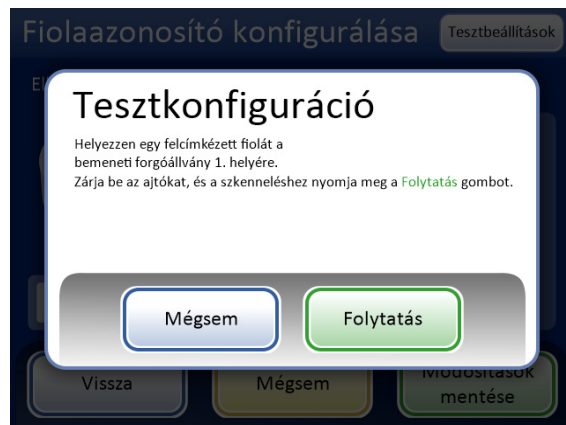 Fiolaazonosító konfigurálása
Tesztbeállítások
Tesztkonfiguráció
Helyezzen egy felcímkézett fiolát a
bemeneti forgóállvány 1. helyére.
Zárja be az ajtókat, és a szkenneléshez nyomja meg a Folytatás gombot.
Mégsem
Folytatás
Vissza
Mégsem
Módosítások
mentése